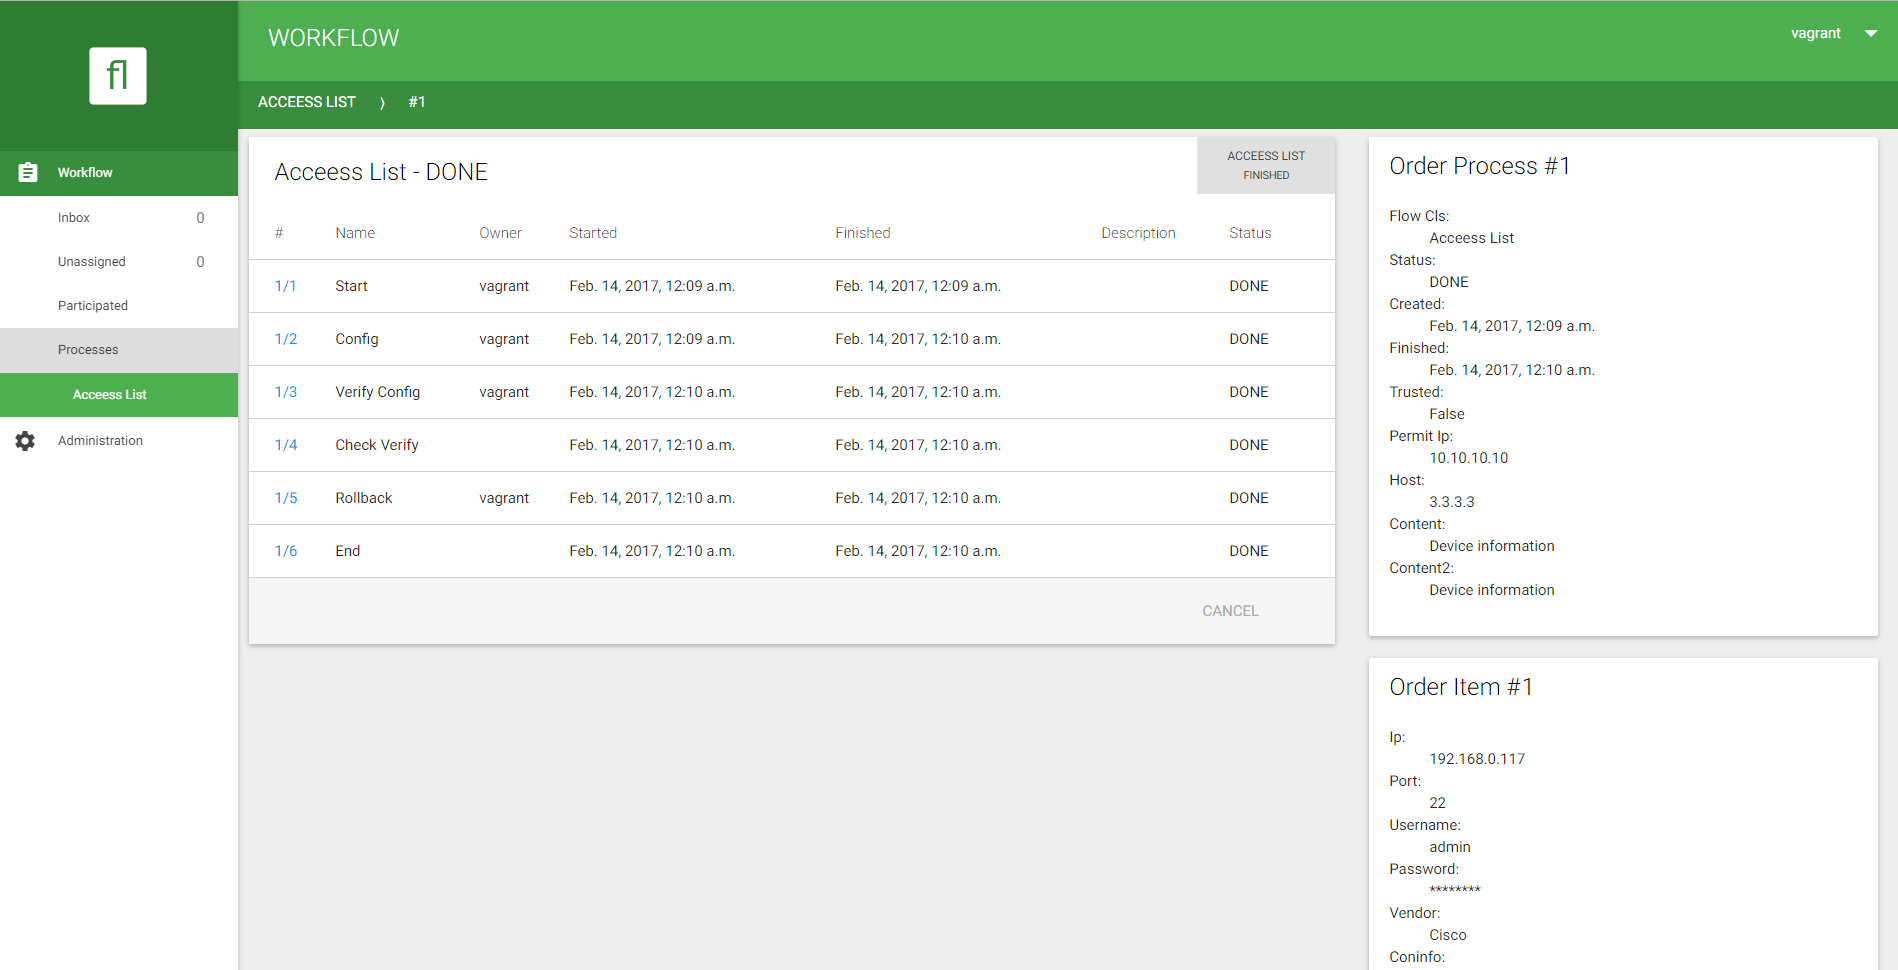 fl
WORKFLOW
vagrant
ACCEESS LIST ❭ #1
Workflow
Inbox 0
Unassigned 0
Participated
Processes
Acceess List
Administration
Acceess List - DONE
ACCEESS LIST
FINISHED
# Name Owner Started Finished Description Status
1/1 Start vagrant Feb. 14, 2017, 12:09 a.m. Feb. 14, 2017, 12:09 a.m. DONE
1/2 Config vagrant Feb. 14, 2017, 12:09 a.m. Feb. 14, 2017, 12:10 a.m. DONE
1/3 Verify Config vagrant Feb. 14, 2017, 12:10 a.m. Feb. 14, 2017, 12:10 a.m. DONE
1/4 Check Verify Feb. 14, 2017, 12:10 a.m. Feb. 14, 2017, 12:10 a.m. DONE
1/5 Rollback vagrant Feb. 14, 2017, 12:10 a.m. Feb. 14, 2017, 12:10 a.m. DONE
1/6 End Feb. 14, 2017, 12:10 a.m. Feb. 14, 2017, 12:10 a.m. DONE
CANCEL
Order Process #1
Flow Cls:
Acceess List
Status:
DONE
Created:
Feb. 14, 2017, 12:09 a.m.
Finished:
Feb. 14, 2017, 12:10 a.m.
Trusted:
False
Permit Ip:
10.10.10.10
Host:
3.3.3.3
Content:
Device information
Content2:
Device information
Order Item #1
Ip:
192.168.0.117
Port:
22
Username:
admin
Password:
********
Vendor:
Cisco
Coninfo: